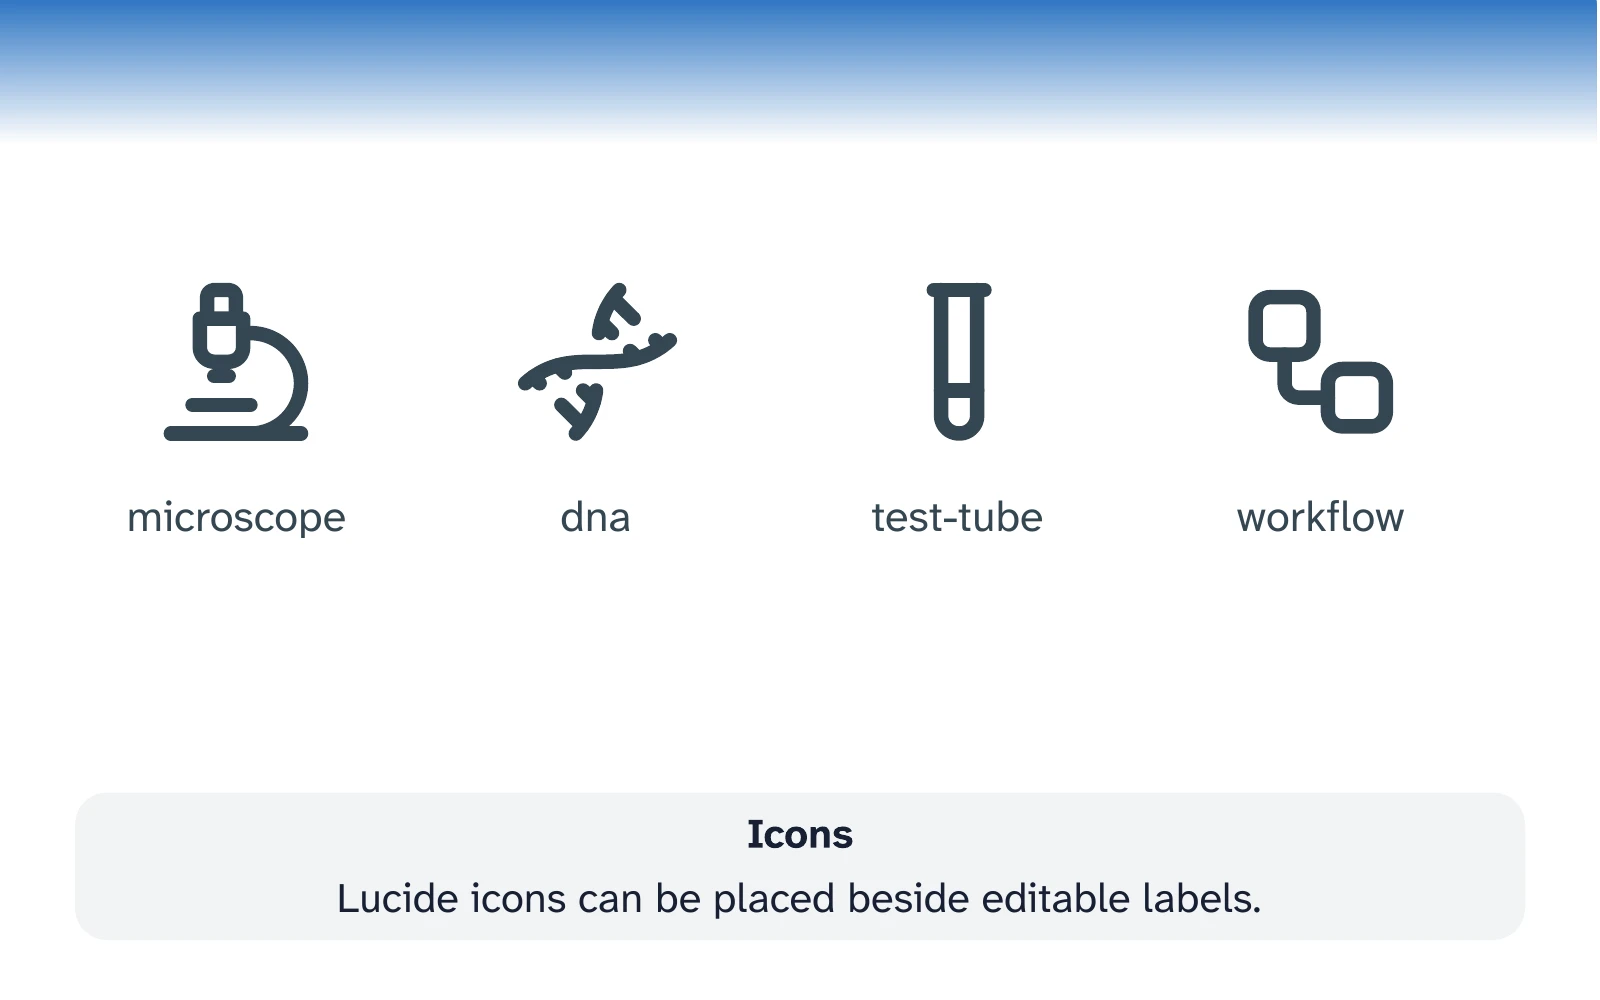 microscope
dna
test-tube
workflow
Icons
Lucide icons can be placed beside editable labels.